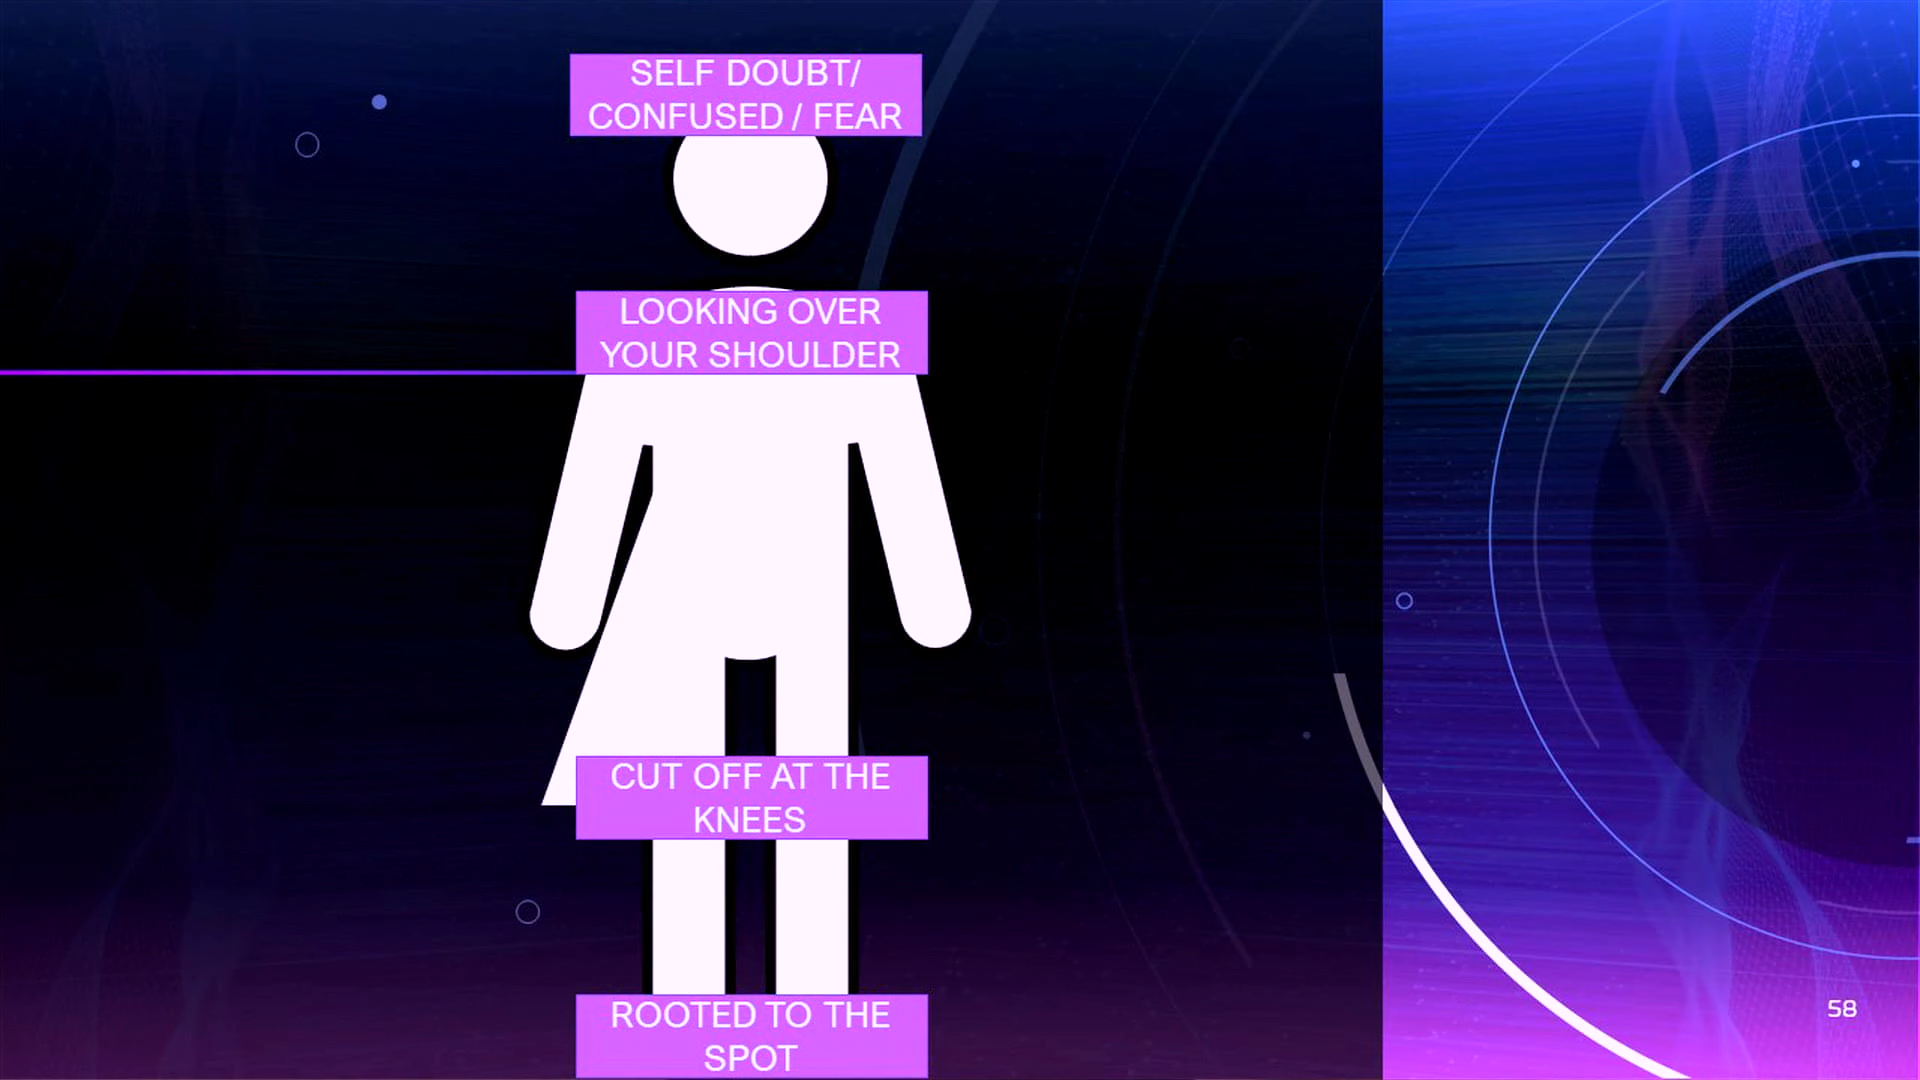 SELF DOUBT/
CONFUSED / FEAR
LOOKING OVER
YOUR SHOULDER
CUT OFF AT THE
KNEES
ROOTED TO THE
SPOT
58